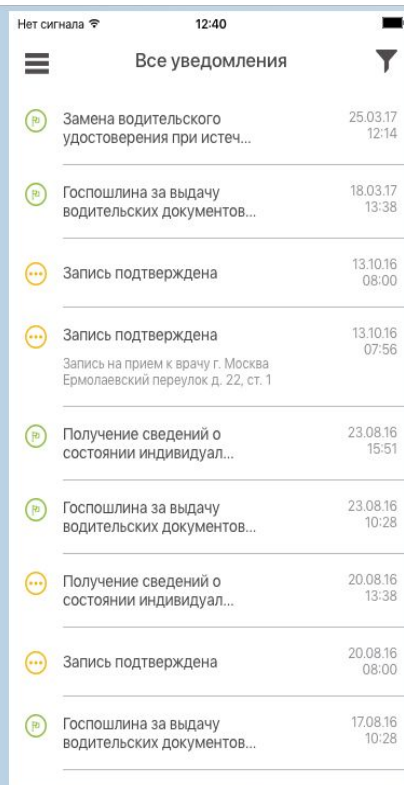 Нет сигнала 12:40
Все уведомления
Замена водительского 25.03.17
удостоверения при истеч... 12:14
Госпошлина за выдачу 18.03.17
водительских документов... 13:38
Запись подтверждена 13.10.16
08:00
Запись подтверждена 13.10.16
07:56
Запись на прием к врачу г. Москва
Ермолаевский переулок д. 22, ст. 1
Получение сведений о 23.08.16
состоянии индивидуал... 15:51
Госпошлина за выдачу 23.08.16
водительских документов... 10:28
Получение сведений о 20.08.16
состоянии индивидуал... 13:38
Запись подтверждена 20.08.16
08:00
Госпошлина за выдачу 17.08.16
водительских документов... 10:28